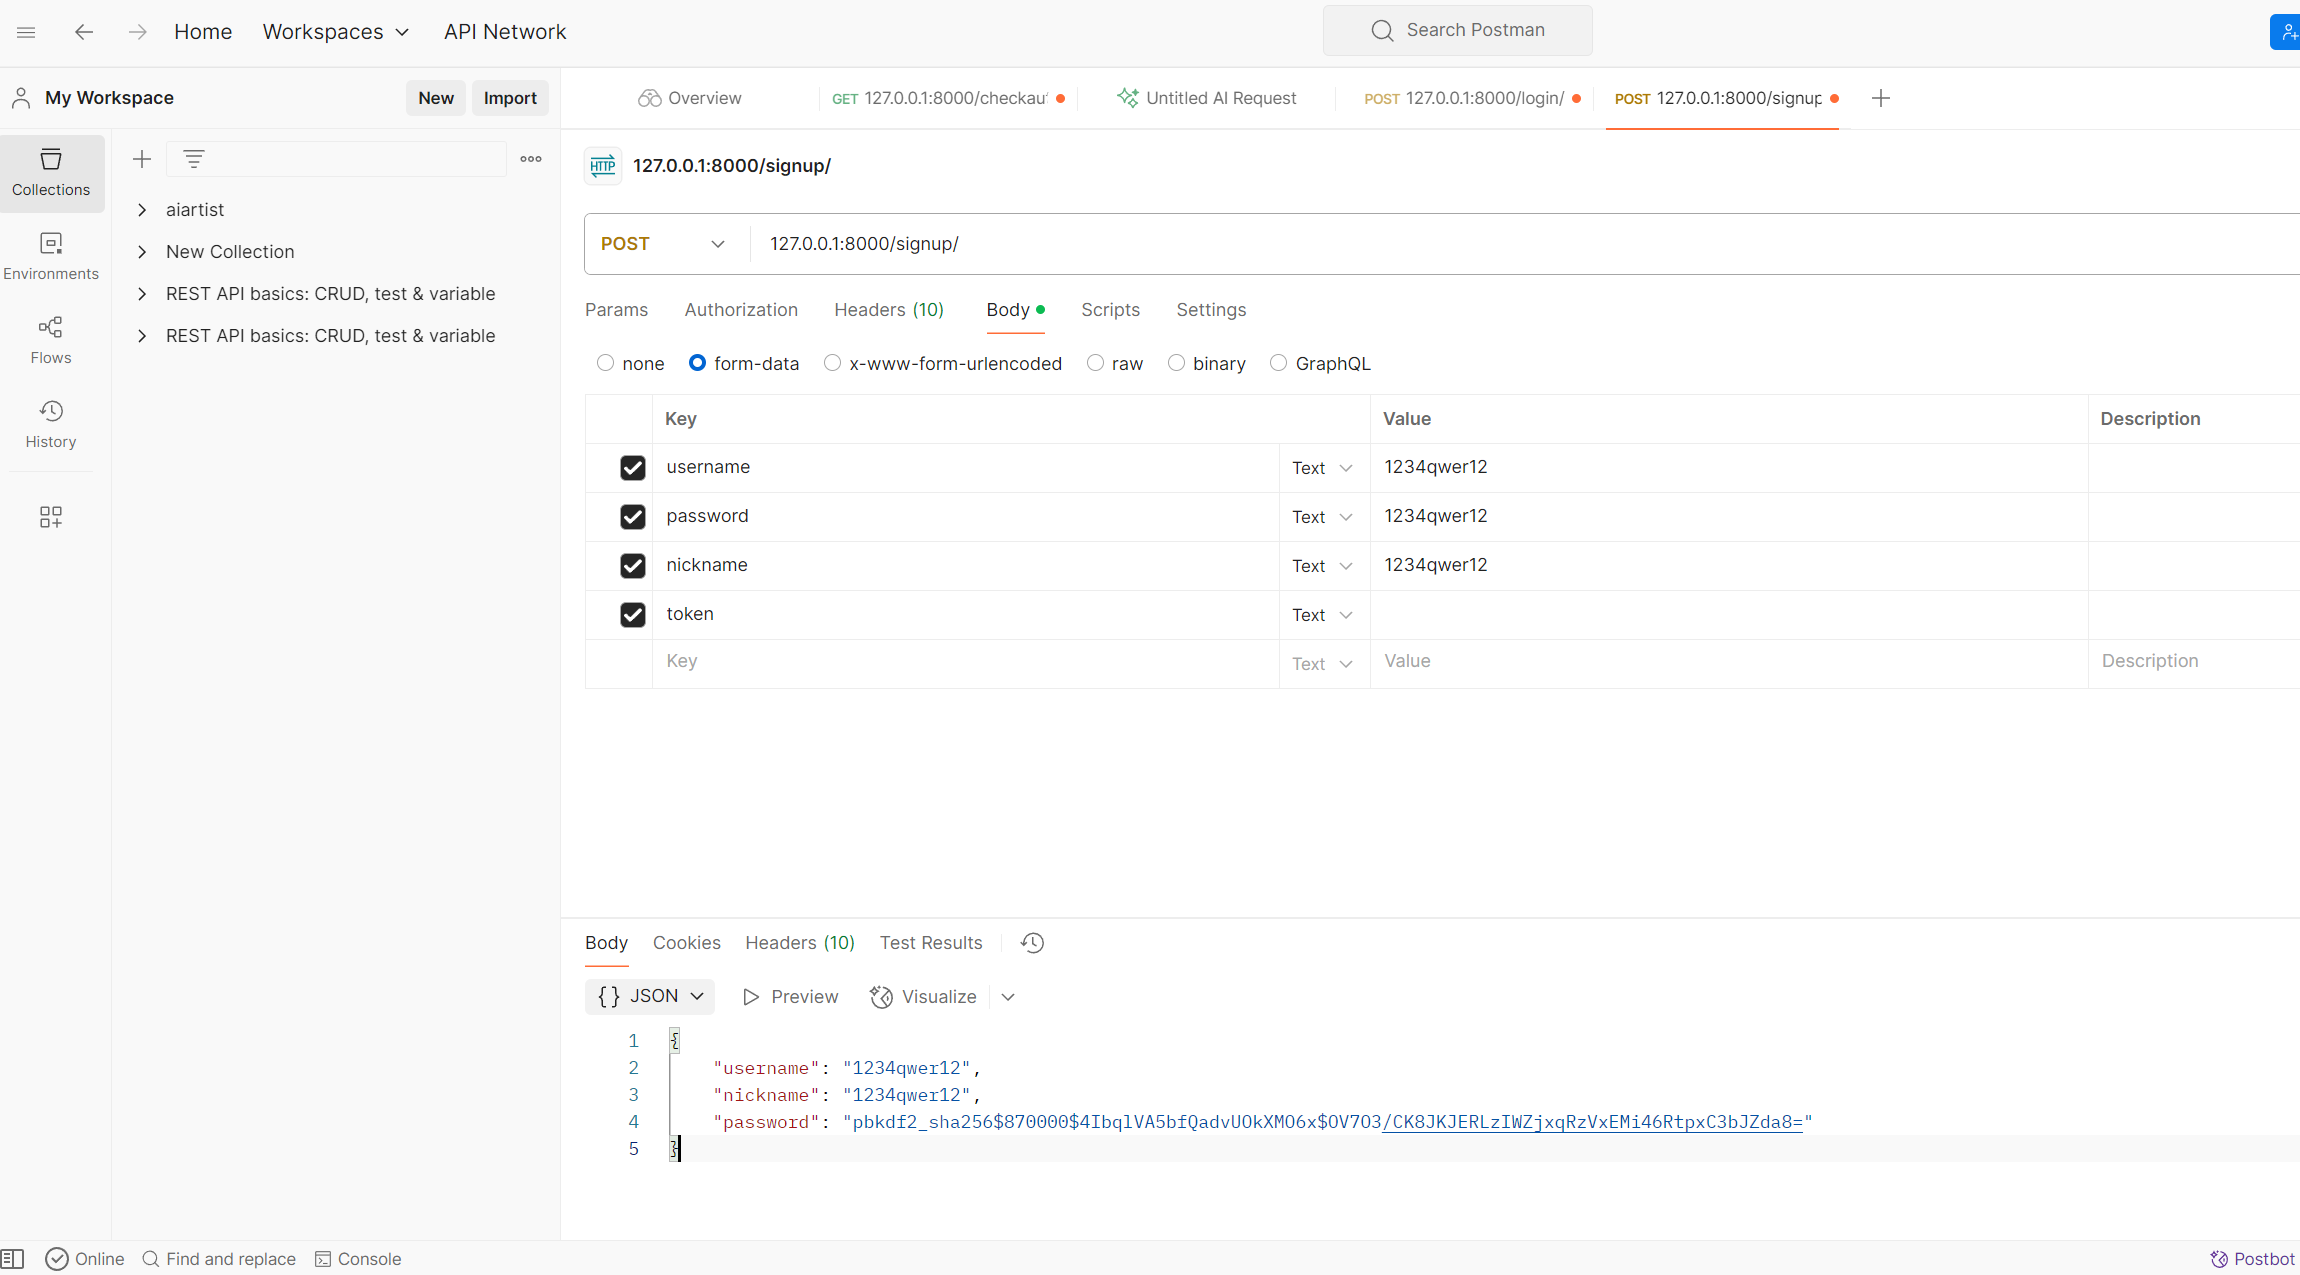 Home Workspaces API Network Search Postman
My Workspace New Import
Overview GET 127.0.0.1:8000/checkau Untitled AI Request POST 127.0.0.1:8000/login/ POST 127.0.0.1:8000/signup
Collections
Environments
Flows
History
aiartist
New Collection
REST API basics: CRUD, test & variable
REST API basics: CRUD, test & variable
HTTP 127.0.0.1:8000/signup/
POST 127.0.0.1:8000/signup/
Params Authorization Headers (10) Body Scripts Settings
none form-data x-www-form-urlencoded raw binary GraphQL
Key Value Description
username Text 1234qwer12
password Text 1234qwer12
nickname Text 1234qwer12
token Text
Key Text Value Description
Body Cookies Headers (10) Test Results
{} JSON Preview Visualize
1 {
2 "username": "1234qwer12",
3 "nickname": "1234qwer12",
4 "password": "pbkdf2_sha256$870000$4IbqlVA5bfQadvUOkXMO6x$OV7O3/CK8JKJERLzIWZjxqRzVxEMi46RtpxC3bJZda8="
5 }
Online Find and replace Console Postbot